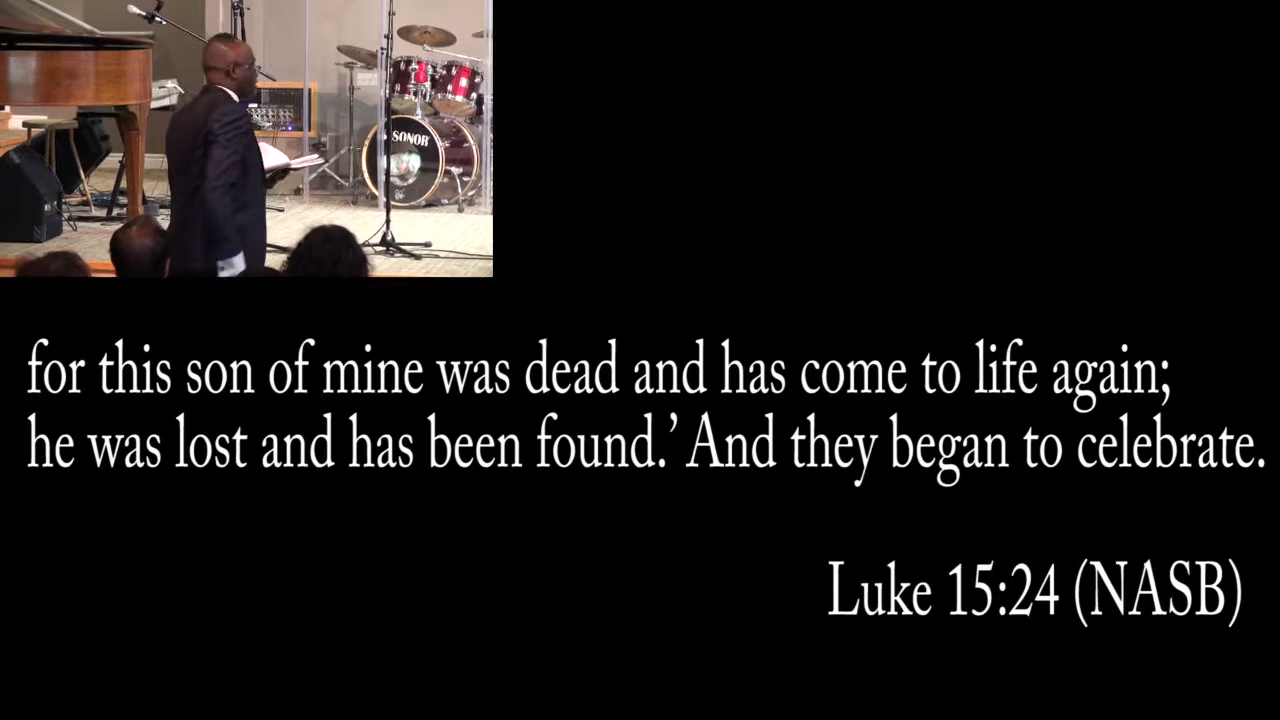 SONOR
for this son of mine was dead and has come to life again;
he was lost and has been found.’ And they began to celebrate.
Luke 15:24 (NASB)